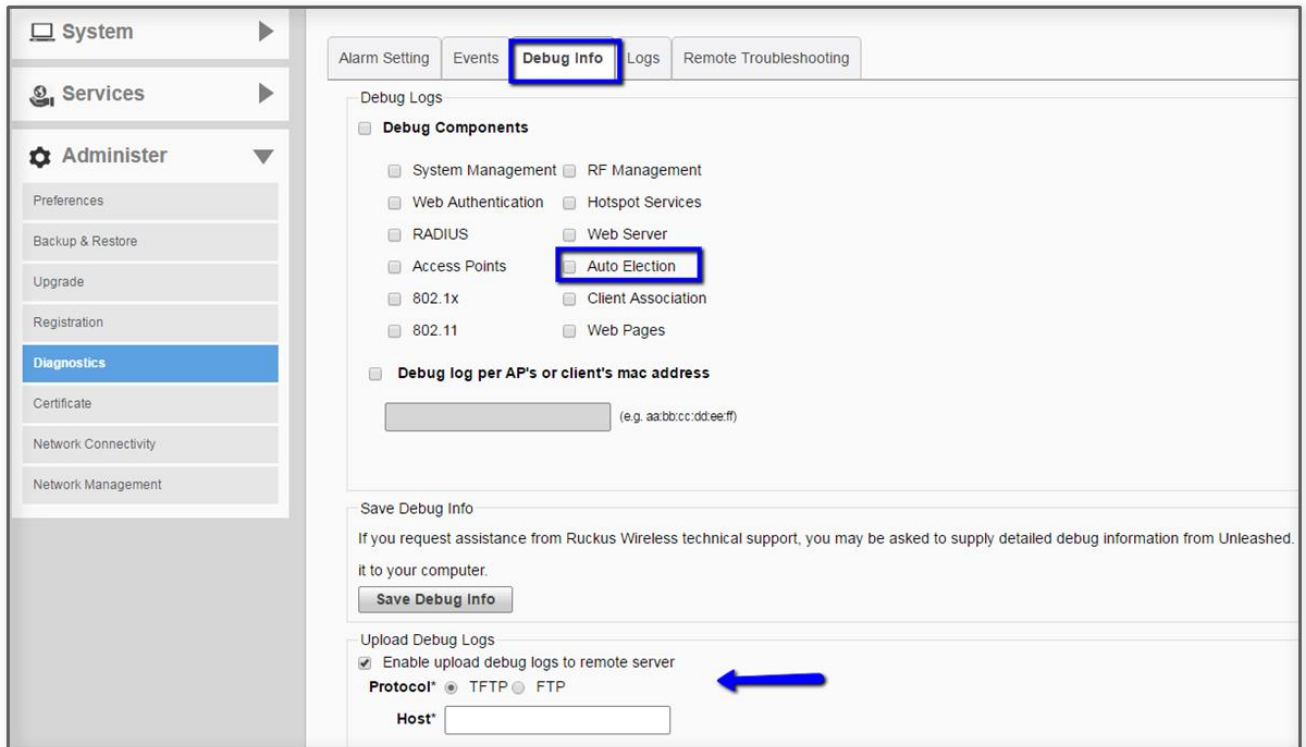 System
Services
Administer
Preferences
Backup & Restore
Upgrade
Registration
Diagnostics
Certificate
Network Connectivity
Network Management
Alarm Setting Events Debug Info Logs Remote Troubleshooting
Debug Logs
Debug Components
System Management RF Management
Web Authentication Hotspot Services
RADIUS Web Server
Access Points Auto Election
802.1x Client Association
802.11 Web Pages
Debug log per AP's or client's mac address
(e.g. aa:bb:cc:dd:ee:ff)
Save Debug Info
If you request assistance from Ruckus Wireless technical support, you may be asked to supply detailed debug information from Unleashed.
it to your computer.
Save Debug Info
Upload Debug Logs
Enable upload debug logs to remote server
Protocol* TFTP FTP
Host*